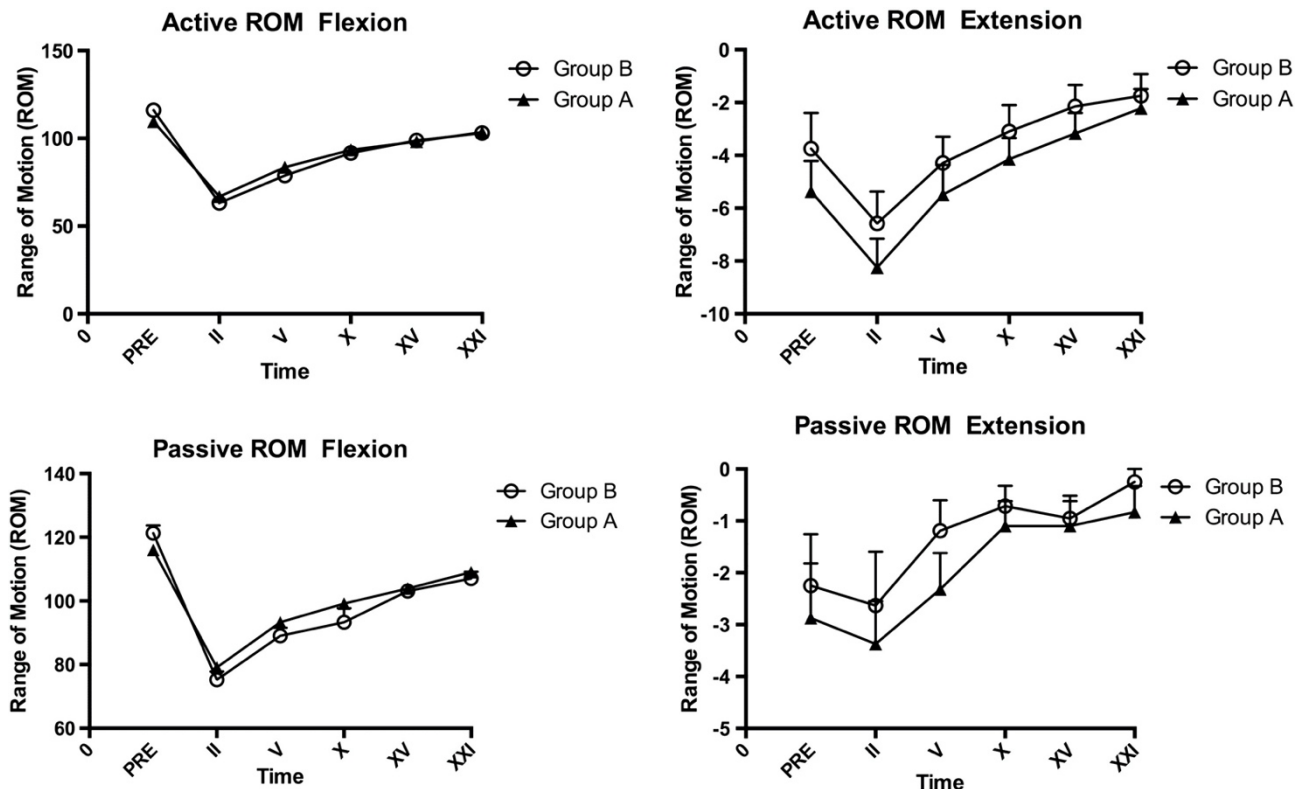 Active ROM Flexion
Range of Motion (ROM)
150
100
50
0
0
PRE
II
V
X
XV
XXI
Time
Group B
Group A
Active ROM Extension
Range of Motion (ROM)
0
-2
-4
-6
-8
-10
0
PRE
II
V
X
XV
XXI
Time
Group B
Group A
Passive ROM Flexion
Range of Motion (ROM)
140
120
100
80
60
0
PRE
II
V
X
XV
XXI
Time
Group B
Group A
Passive ROM Extension
Range of Motion (ROM)
0
-1
-2
-3
-4
-5
0
PRE
II
V
X
XV
XXI
Time
Group B
Group A